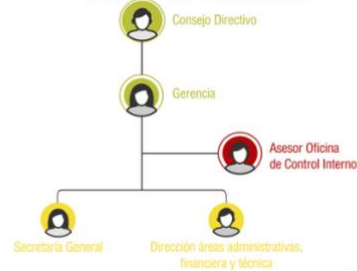 Consejo Directivo
Gerencia
Asesor Oficina
de Control Interno
Secretaría General
Dirección áreas administrativas,
financiera y técnica